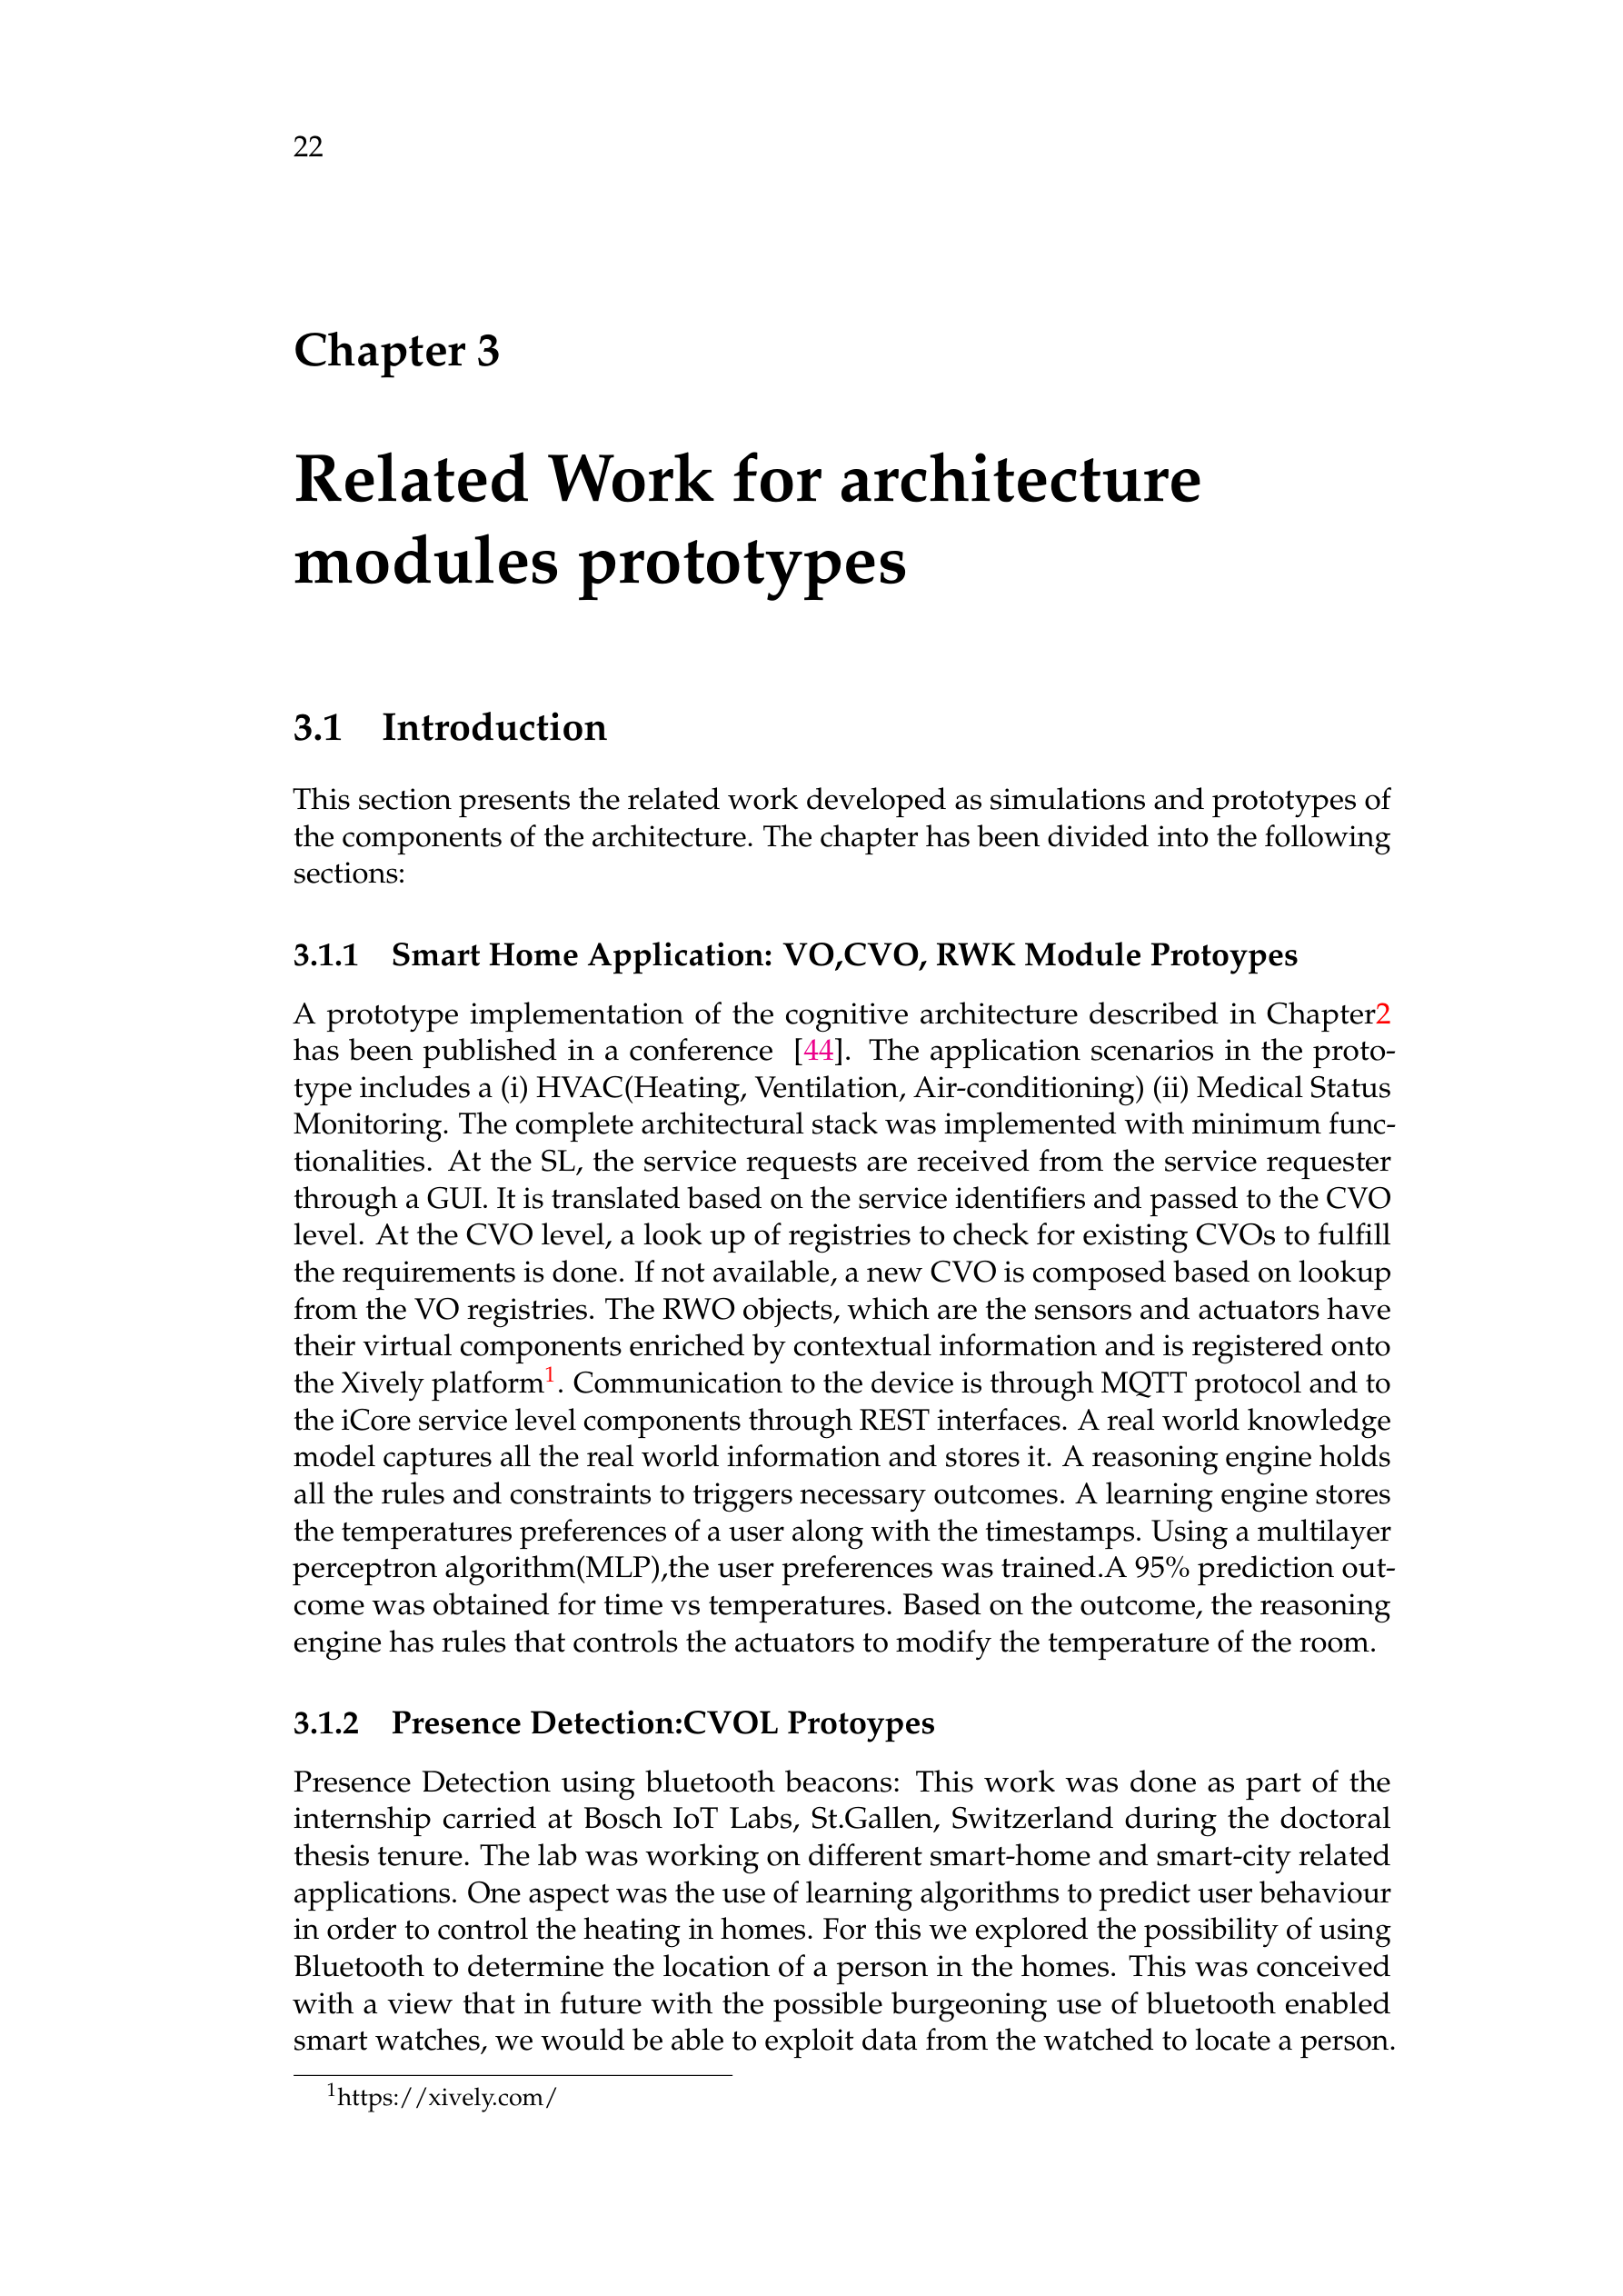 22
Chapter 3
Related Work for architecture
modules prototypes
3.1 Introduction
This section presents the related work developed as simulations and prototypes of
the components of the architecture. The chapter has been divided into the following
sections:
3.1.1 Smart Home Application: VO,CVO, RWK Module Protoypes
A prototype implementation of the cognitive architecture described in Chapter2
has been published in a conference [44]. The application scenarios in the proto-
type includes a (i) HVAC(Heating, Ventilation, Air-conditioning) (ii) Medical Status
Monitoring. The complete architectural stack was implemented with minimum func-
tionalities. At the SL, the service requests are received from the service requester
through a GUI. It is translated based on the service identifiers and passed to the CVO
level. At the CVO level, a look up of registries to check for existing CVOs to fulfill
the requirements is done. If not available, a new CVO is composed based on lookup
from the VO registries. The RWO objects, which are the sensors and actuators have
their virtual components enriched by contextual information and is registered onto
the Xively platform1. Communication to the device is through MQTT protocol and to
the iCore service level components through REST interfaces. A real world knowledge
model captures all the real world information and stores it. A reasoning engine holds
all the rules and constraints to triggers necessary outcomes. A learning engine stores
the temperatures preferences of a user along with the timestamps. Using a multilayer
perceptron algorithm(MLP),the user preferences was trained.A 95% prediction out-
come was obtained for time vs temperatures. Based on the outcome, the reasoning
engine has rules that controls the actuators to modify the temperature of the room.
3.1.2 Presence Detection:CVOL Protoypes
Presence Detection using bluetooth beacons: This work was done as part of the
internship carried at Bosch IoT Labs, St.Gallen, Switzerland during the doctoral
thesis tenure. The lab was working on different smart-home and smart-city related
applications. One aspect was the use of learning algorithms to predict user behaviour
in order to control the heating in homes. For this we explored the possibility of using
Bluetooth to determine the location of a person in the homes. This was conceived
with a view that in future with the possible burgeoning use of bluetooth enabled
smart watches, we would be able to exploit data from the watched to locate a person.
1https://xively.com/